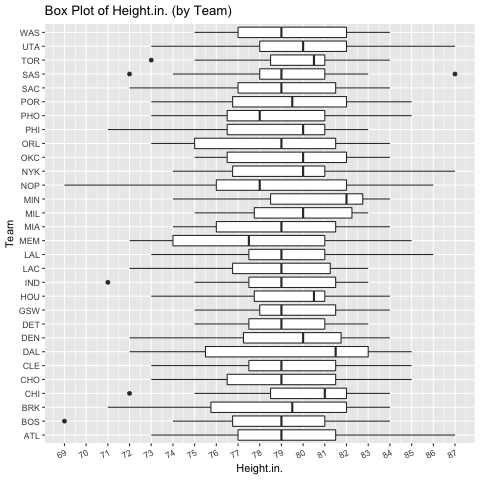 Box Plot of Height.in. (by Team)
WAS
UTA
TOR
SAS
SAC
POR
PHO
PHI
ORL
OKC
NYK
NOP
MIN
MIL
MIA
MEM
LAL
LAC
IND
HOU
GSW
DET
DEN
DAL
CLE
CHO
CHI
BRK
BOS
ATL
Team
69 70 71 72 73 74 75 76 77 78 79 80 81 82 83 84 85 86 87
Height.in.